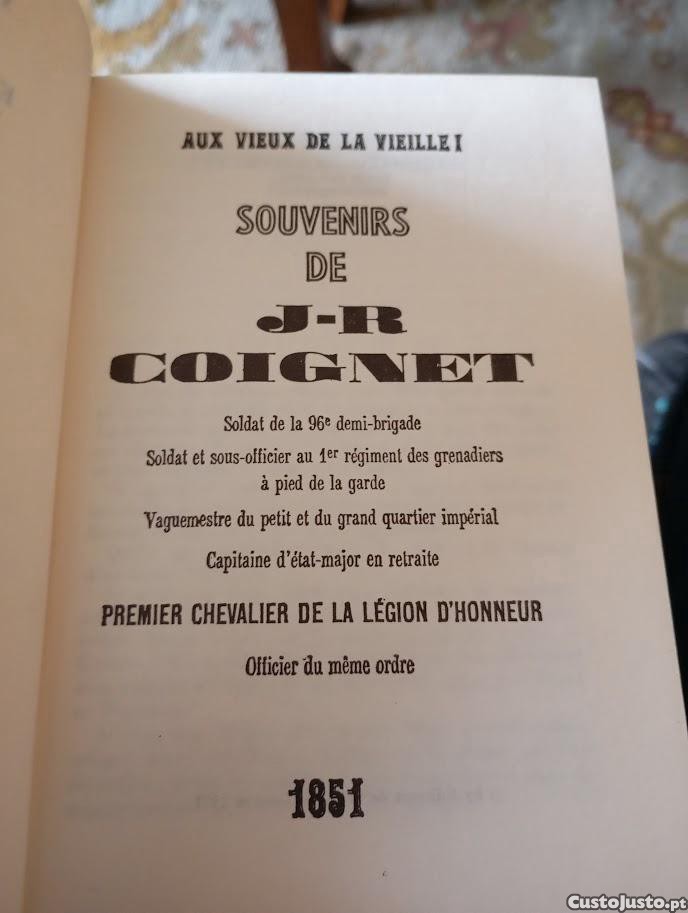 AUX VIEUX DE LA VIEILLE!
SOUVENIRS
DE
J-R
COIGNET
Soldat de la 96e demi-brigade
Soldat et sous-officier au 1er régiment des grenadiers
à pied de la garde
Vaguemestre du petit et du grand quartier impérial
Capitaine d'état-major en retraite
PREMIER CHEVALIER DE LA LÉGION D'HONNEUR
Officier du même ordre
1851
CustoJusto.pt